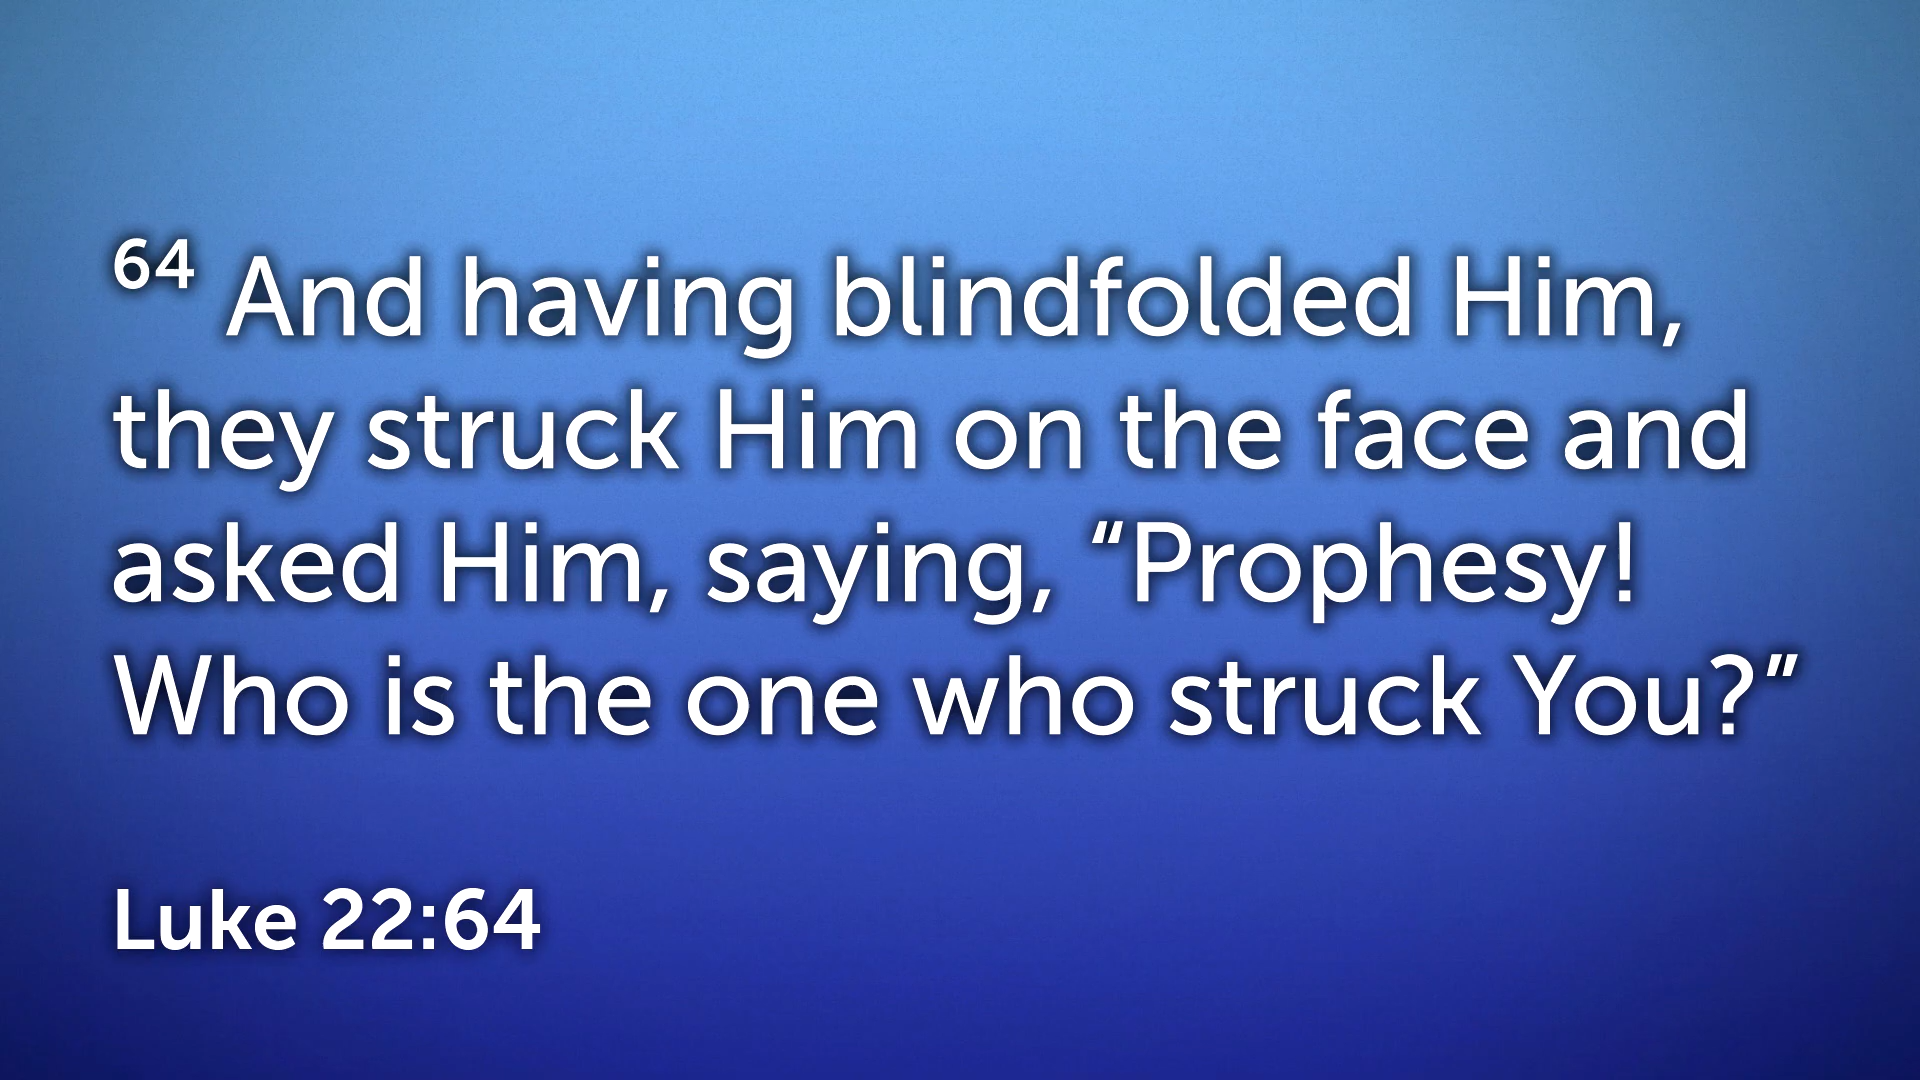 64 And having blindfolded Him,
they struck Him on the face and
asked Him, saying, “Prophesy!
Who is the one who struck You?”
Luke 22:64